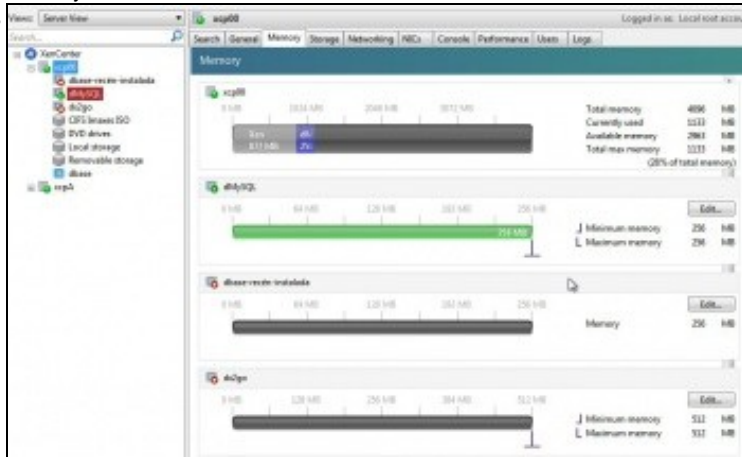 Views: Server View
xcp00
Logged in as: Local root accou
Search...
Search General Memory Storage Networking NICs Console Performance Users Logs
XenCenter
xcp00
dbase-recén-instalada
dMySQL
ds2go
CIFS Imaxes ISO
DVD drives
Local storage
Removable storage
dbase
xcpA
Memory
xcp00
0 MB 1024 MB 2048 MB 3072 MB
Xen
Total memory 4096 MB
Currently used 1133 MB
Available memory 2963 MB
Total max memory 1133 MB
(28% of total memory)
dMySQL
0 MB 64 MB 128 MB 192 MB 256 MB
256 MB
Edit...
Minimum memory 256 MB
Maximum memory 256 MB
dbase-recén-instalada
0 MB 64 MB 128 MB 192 MB 256 MB
Edit...
Memory 256 MB
ds2go
0 MB 128 MB 256 MB 384 MB 512 MB
Edit...
Minimum memory 512 MB
Maximum memory 512 MB